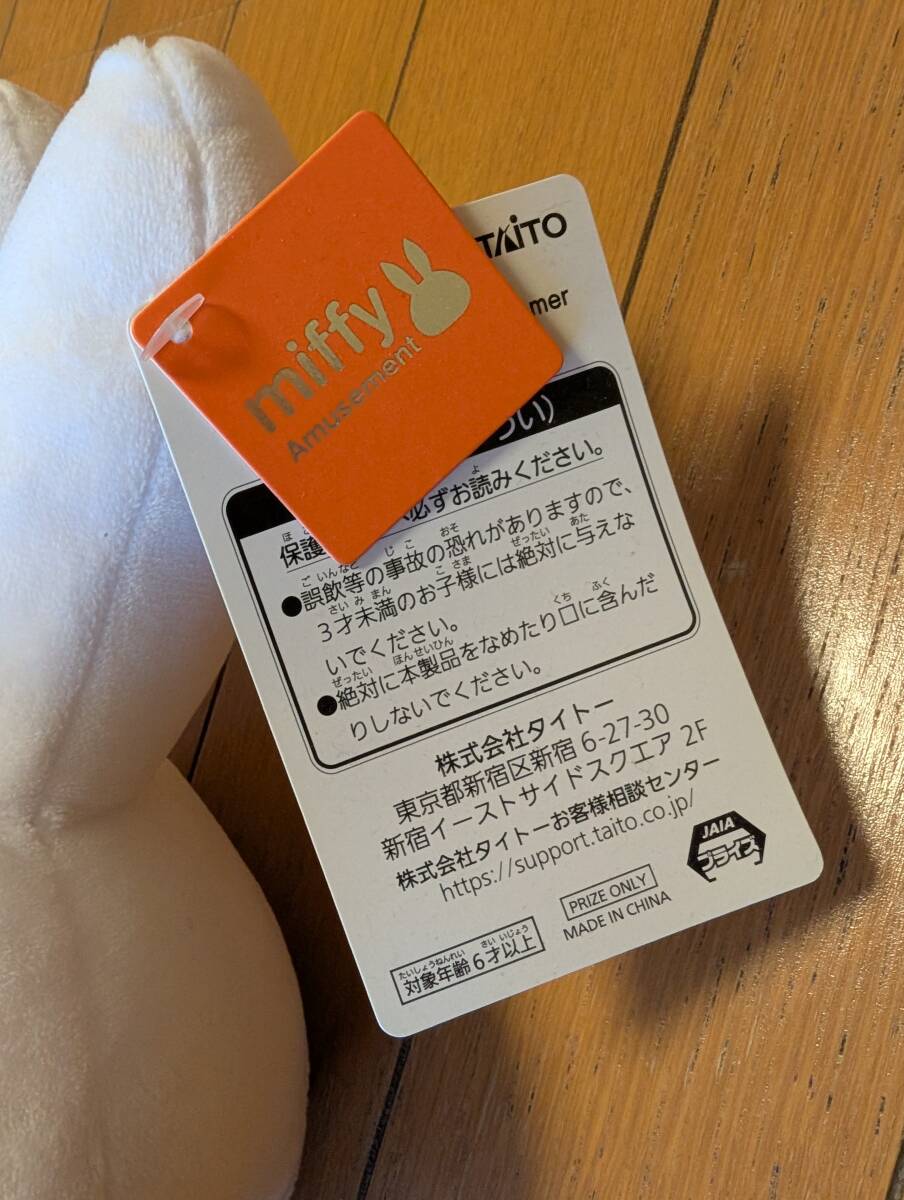 miffy
Amusement
TAITO
mer
つい）
必ずお読みください。
保護
●誤飲等の事故の恐れがありますので、
3才未満のお子様には絶対に与えな
いでください。
●絶対に本製品をなめたり口に含んだ
りしないでください。
株式会社タイトー
東京都新宿区新宿 6-27-30
新宿イーストサイドスクエア 2F
株式会社タイトーお客様相談センター
https://support.taito.co.jp/
JAIA
プライズ
PRIZE ONLY
MADE IN CHINA
対象年齢6才以上